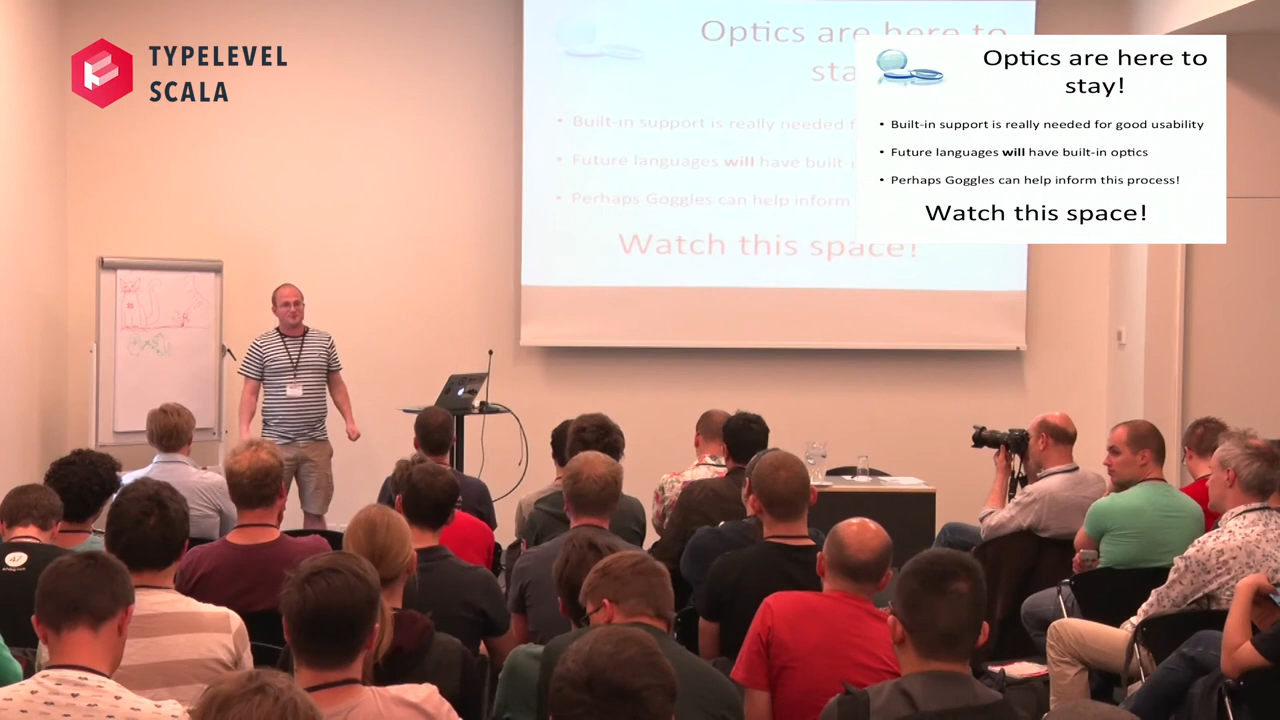 TYPELEVEL
SCALA
Optics are here to
sta
• Built-in support is really needed f
• Future languages will have built-i
• Perhaps Goggles can help inform
Watch this space!
Optics are here to
stay!
• Built-in support is really needed for good usability
• Future languages will have built-in optics
• Perhaps Goggles can help inform this process!
Watch this space!
47